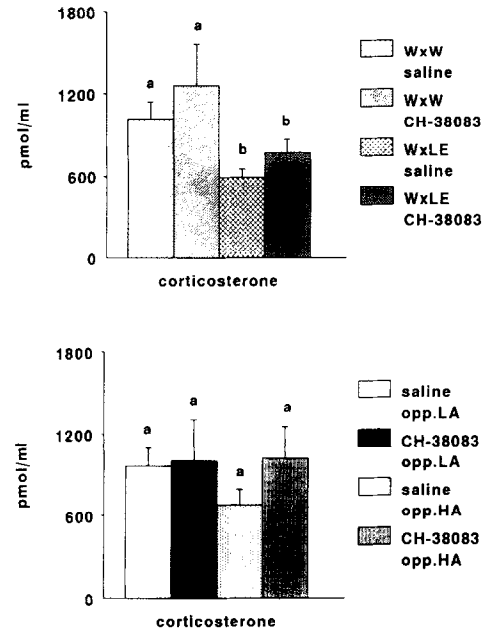 1800
1200
600
0
pmol/ml
a
a
b
b
corticosterone
WxW
saline
WxW
CH-38083
WxLE
saline
WxLE
CH-38083
1800
1200
600
0
pmol/ml
a
a
a
a
corticosterone
saline
opp.LA
CH-38083
opp.LA
saline
opp.HA
CH-38083
opp.HA